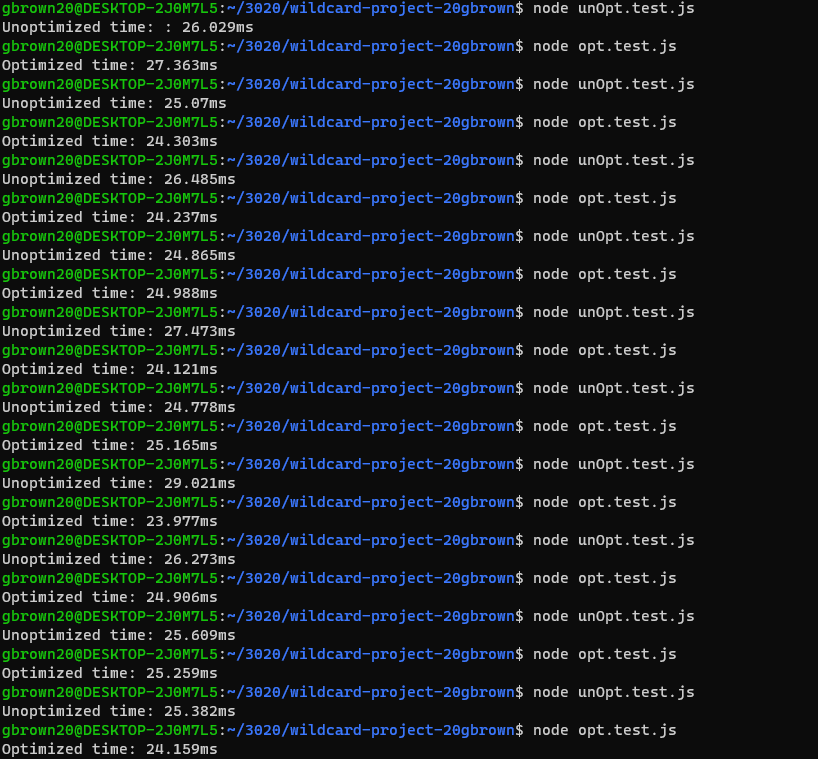 gbrown20@DESKTOP-2J0M7L5:~/3020/wildcard-project-20gbrown$ node unOpt.test.js
Unoptimized time: : 26.029ms
gbrown20@DESKTOP-2J0M7L5:~/3020/wildcard-project-20gbrown$ node opt.test.js
Optimized time: 27.363ms
gbrown20@DESKTOP-2J0M7L5:~/3020/wildcard-project-20gbrown$ node unOpt.test.js
Unoptimized time: 25.07ms
gbrown20@DESKTOP-2J0M7L5:~/3020/wildcard-project-20gbrown$ node opt.test.js
Optimized time: 24.303ms
gbrown20@DESKTOP-2J0M7L5:~/3020/wildcard-project-20gbrown$ node unOpt.test.js
Unoptimized time: 26.485ms
gbrown20@DESKTOP-2J0M7L5:~/3020/wildcard-project-20gbrown$ node opt.test.js
Optimized time: 24.237ms
gbrown20@DESKTOP-2J0M7L5:~/3020/wildcard-project-20gbrown$ node unOpt.test.js
Unoptimized time: 24.865ms
gbrown20@DESKTOP-2J0M7L5:~/3020/wildcard-project-20gbrown$ node opt.test.js
Optimized time: 24.988ms
gbrown20@DESKTOP-2J0M7L5:~/3020/wildcard-project-20gbrown$ node unOpt.test.js
Unoptimized time: 27.473ms
gbrown20@DESKTOP-2J0M7L5:~/3020/wildcard-project-20gbrown$ node opt.test.js
Optimized time: 24.121ms
gbrown20@DESKTOP-2J0M7L5:~/3020/wildcard-project-20gbrown$ node unOpt.test.js
Unoptimized time: 24.778ms
gbrown20@DESKTOP-2J0M7L5:~/3020/wildcard-project-20gbrown$ node opt.test.js
Optimized time: 25.165ms
gbrown20@DESKTOP-2J0M7L5:~/3020/wildcard-project-20gbrown$ node unOpt.test.js
Unoptimized time: 29.021ms
gbrown20@DESKTOP-2J0M7L5:~/3020/wildcard-project-20gbrown$ node opt.test.js
Optimized time: 23.977ms
gbrown20@DESKTOP-2J0M7L5:~/3020/wildcard-project-20gbrown$ node unOpt.test.js
Unoptimized time: 26.273ms
gbrown20@DESKTOP-2J0M7L5:~/3020/wildcard-project-20gbrown$ node opt.test.js
Optimized time: 24.906ms
gbrown20@DESKTOP-2J0M7L5:~/3020/wildcard-project-20gbrown$ node unOpt.test.js
Unoptimized time: 25.609ms
gbrown20@DESKTOP-2J0M7L5:~/3020/wildcard-project-20gbrown$ node opt.test.js
Optimized time: 25.259ms
gbrown20@DESKTOP-2J0M7L5:~/3020/wildcard-project-20gbrown$ node unOpt.test.js
Unoptimized time: 25.382ms
gbrown20@DESKTOP-2J0M7L5:~/3020/wildcard-project-20gbrown$ node opt.test.js
Optimized time: 24.159ms